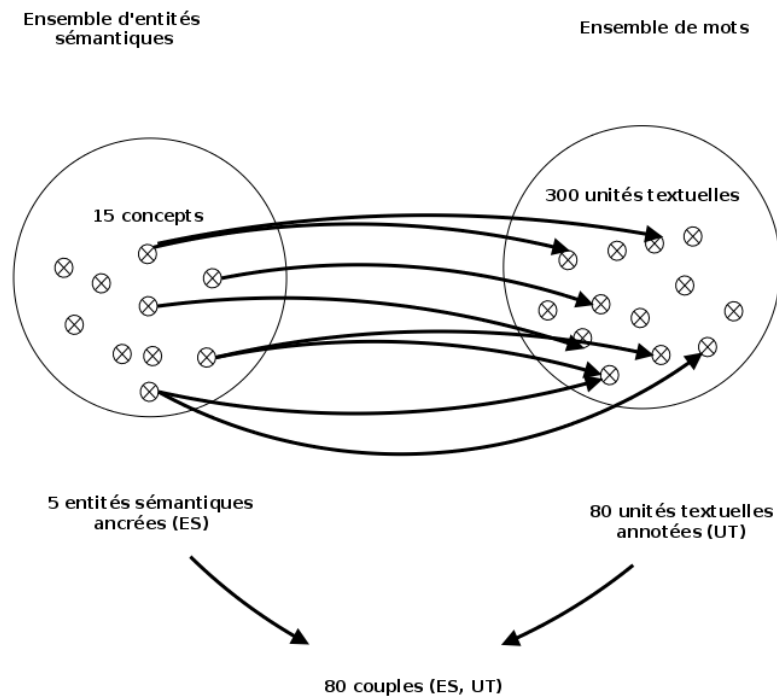 Ensemble d'entités
sémantiques
Ensemble de mots
15 concepts
300 unités textuelles
5 entités sémantiques
ancrées (ES)
80 unités textuelles
annotées (UT)
80 couples (ES, UT)